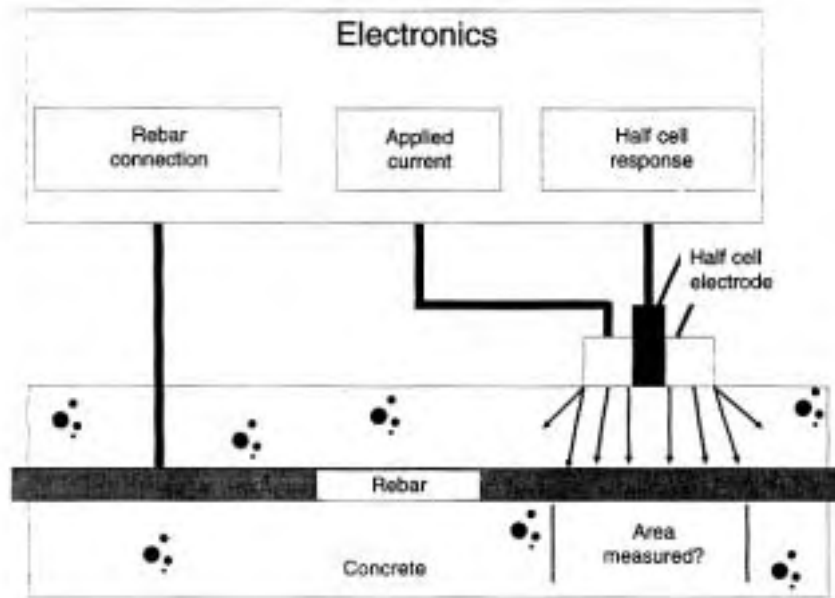 Electronics
Rebar
connection
Applied
current
Half cell
response
Half cell
electrode
Rebar
Area
measured?
Concrete